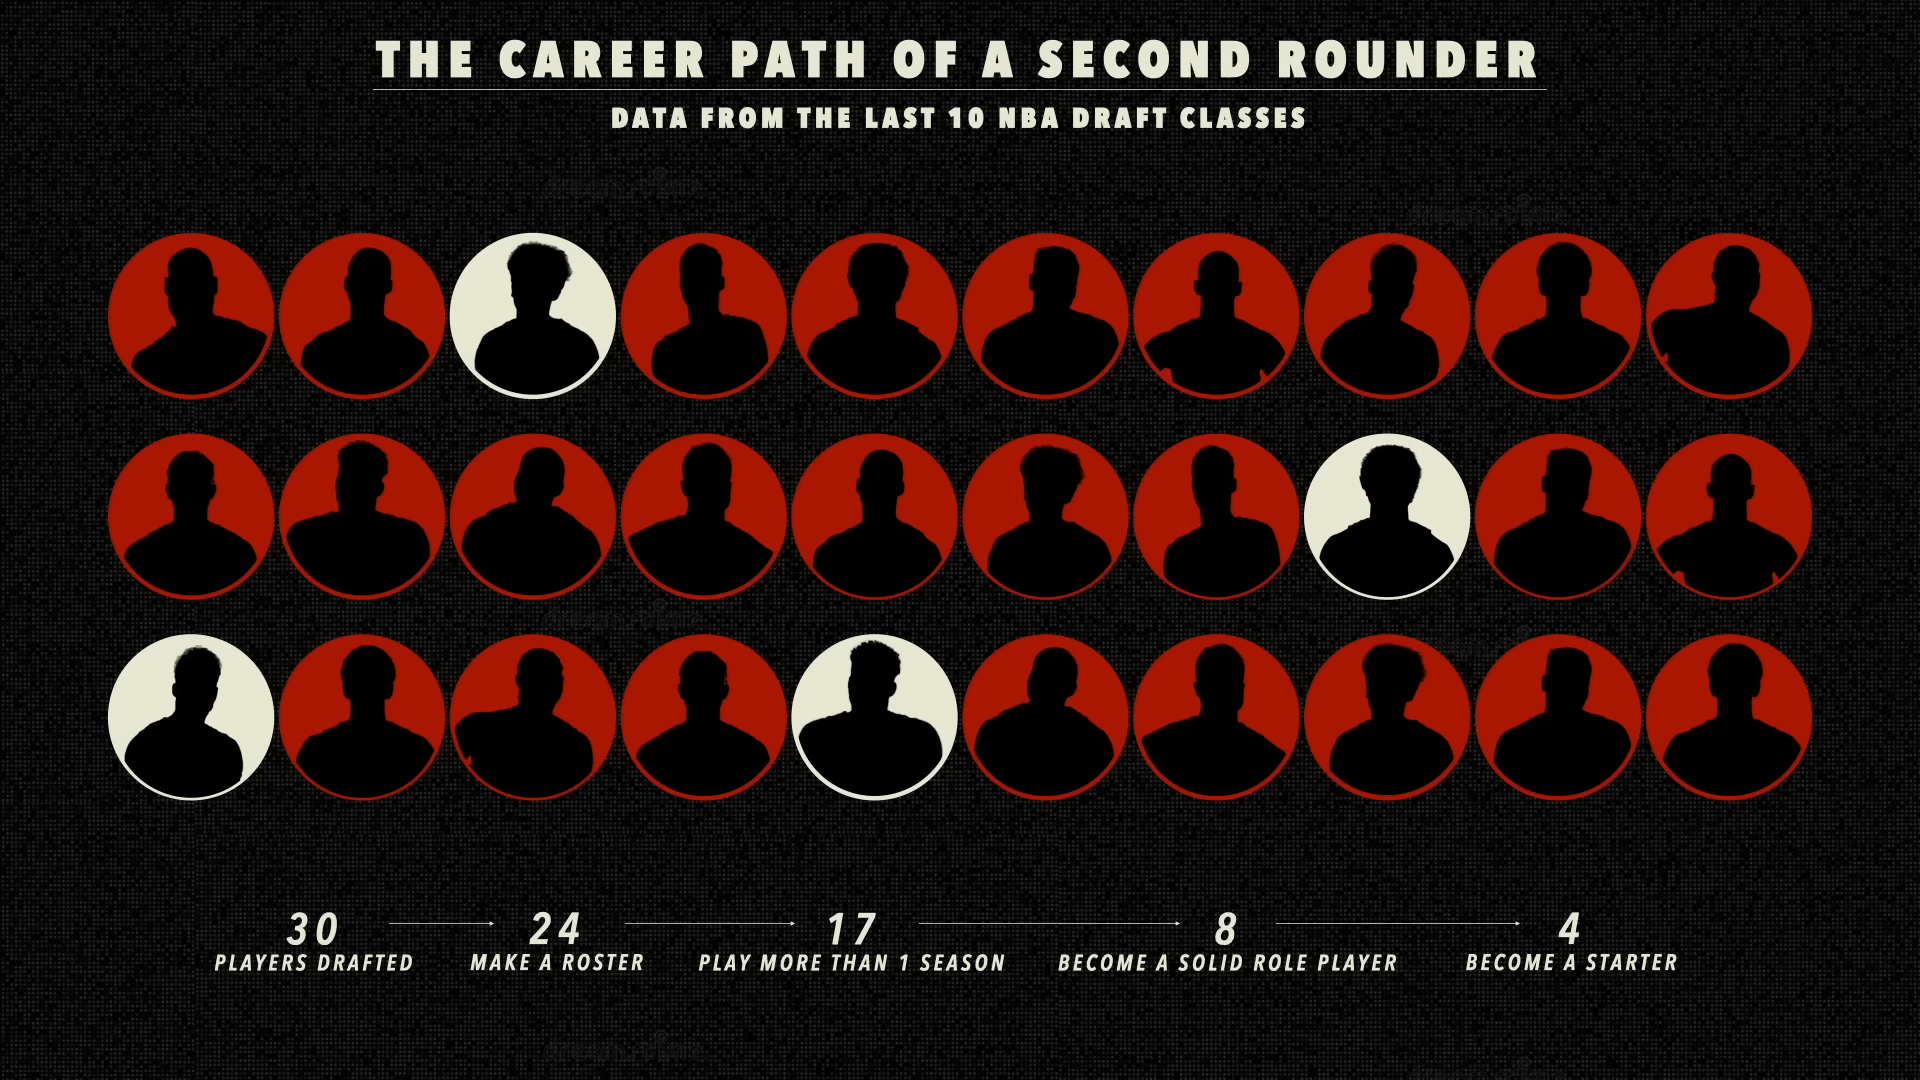 THE CAREER PATH OF A SECOND ROUNDER
DATA FROM THE LAST 10 NBA DRAFT CLASSES
30
PLAYERS DRAFTED
24
MAKE A ROSTER
17
PLAY MORE THAN 1 SEASON
8
BECOME A SOLID ROLE PLAYER
4
BECOME A STARTER